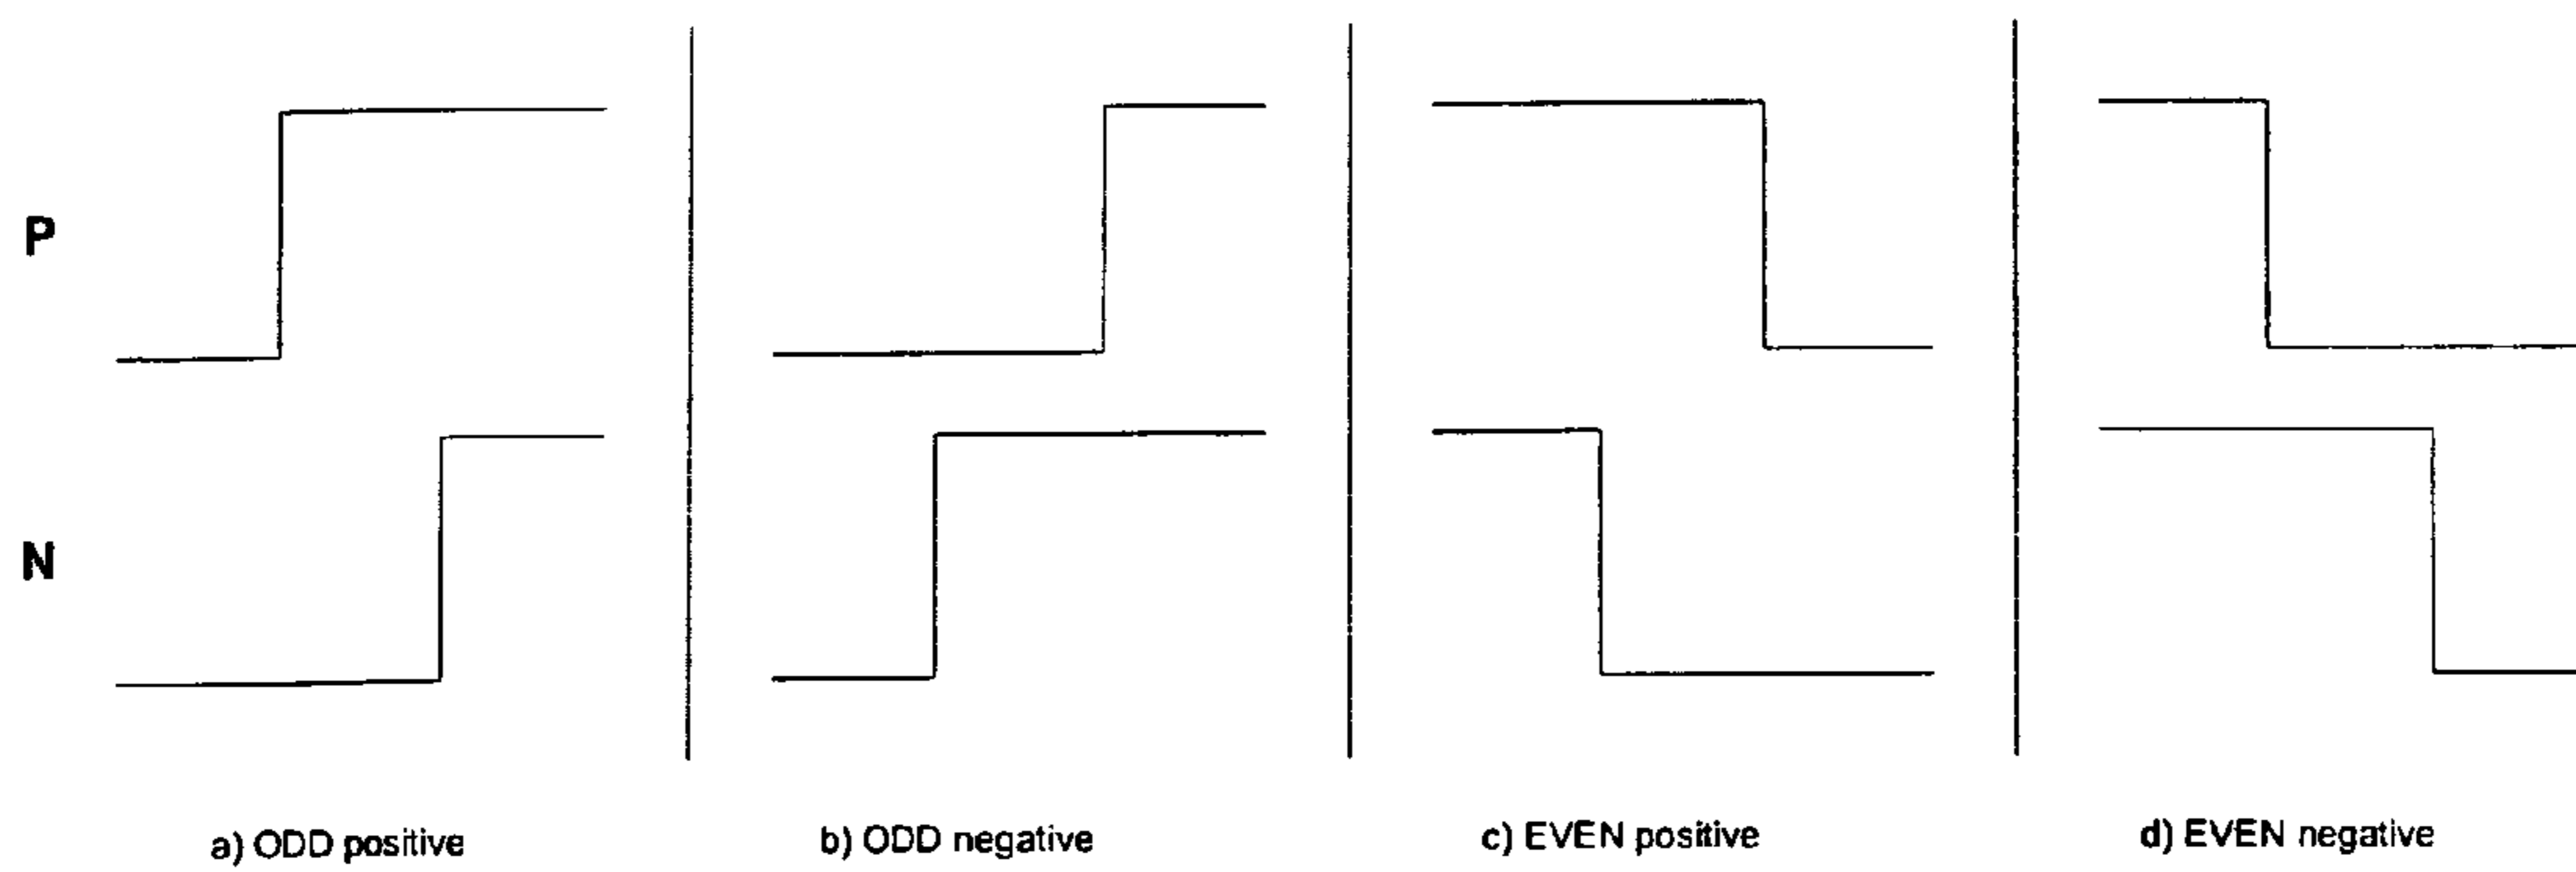 P
N
a) ODD positive
b) ODD negative
c) EVEN positive
d) EVEN negative